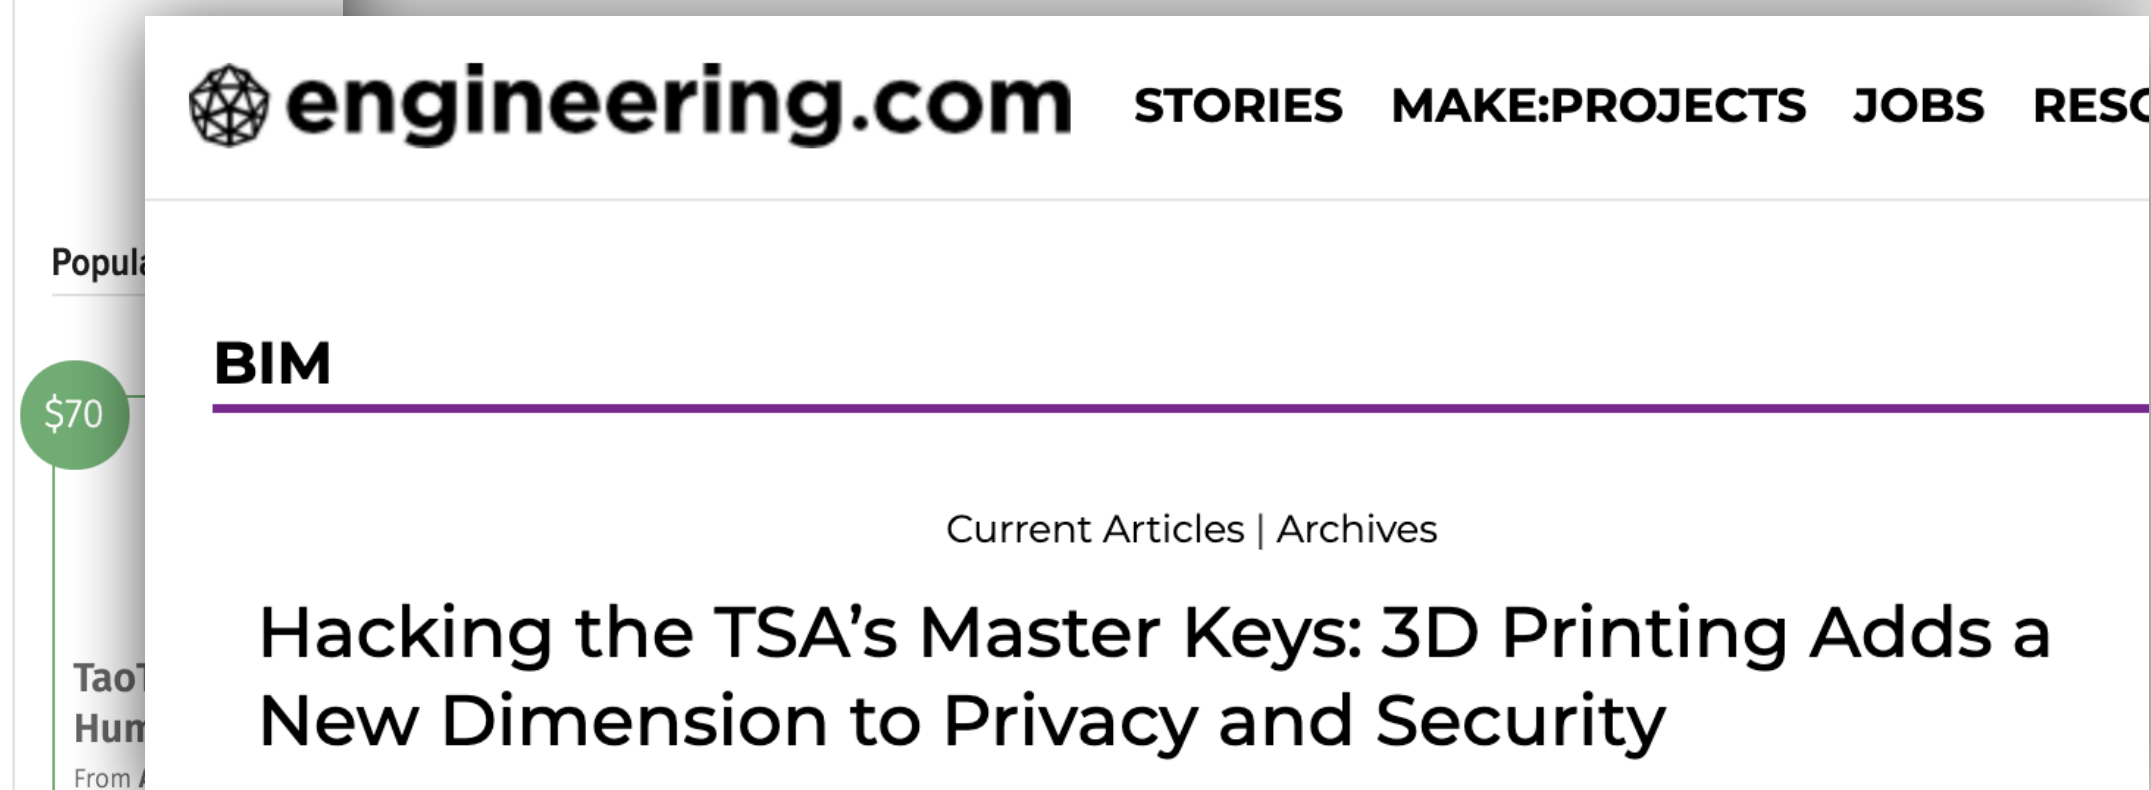 engineering.com STORIES MAKE:PROJECTS JOBS
BIM
Current Articles | Archives
Hacking the TSA’s Master Keys: 3D Printing Adds a
New Dimension to Privacy and Security
$70
From